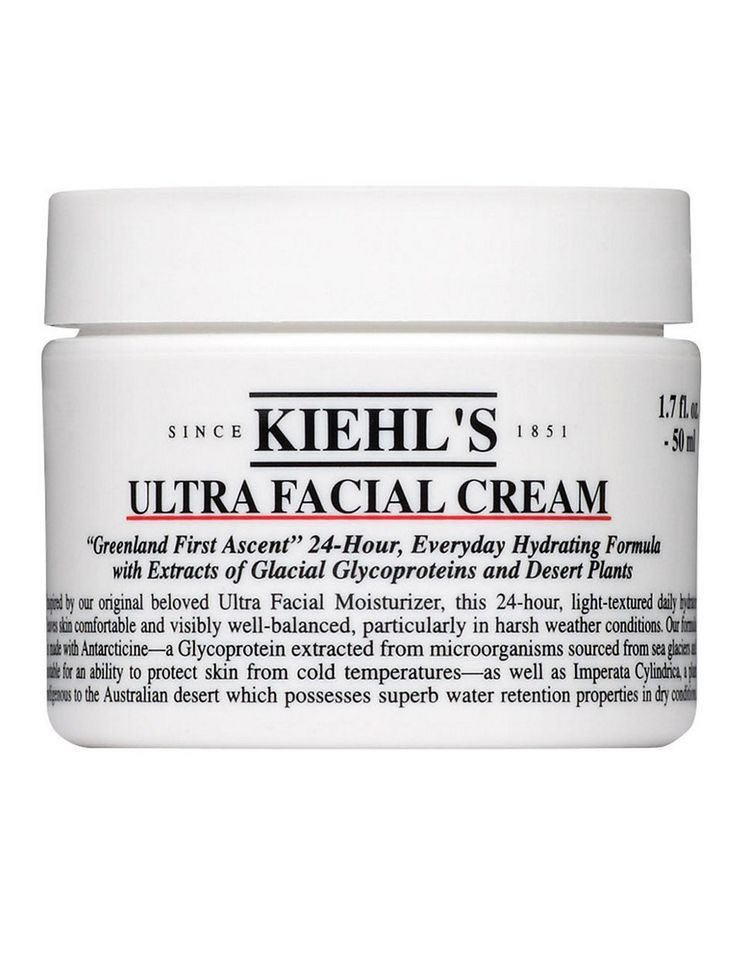 SINCE KIEHL'S 1851
1.7 fl. oz.
- 50 ml
ULTRA FACIAL CREAM
“Greenland First Ascent” 24-Hour, Everyday Hydrating Formula
with Extracts of Glacial Glycoproteins and Desert Plants
by our original beloved Ultra Facial Moisturizer, this 24-hour, light-textured daily
skin comfortable and visibly well-balanced, particularly in harsh weather conditions. Our
made with Antarcticine—a Glycoprotein extracted from microorganisms sourced from sea glaciers and
for an ability to protect skin from cold temperatures—as well as Imperata Cylindrica, a
to the Australian desert which possesses superb water retention properties in dry